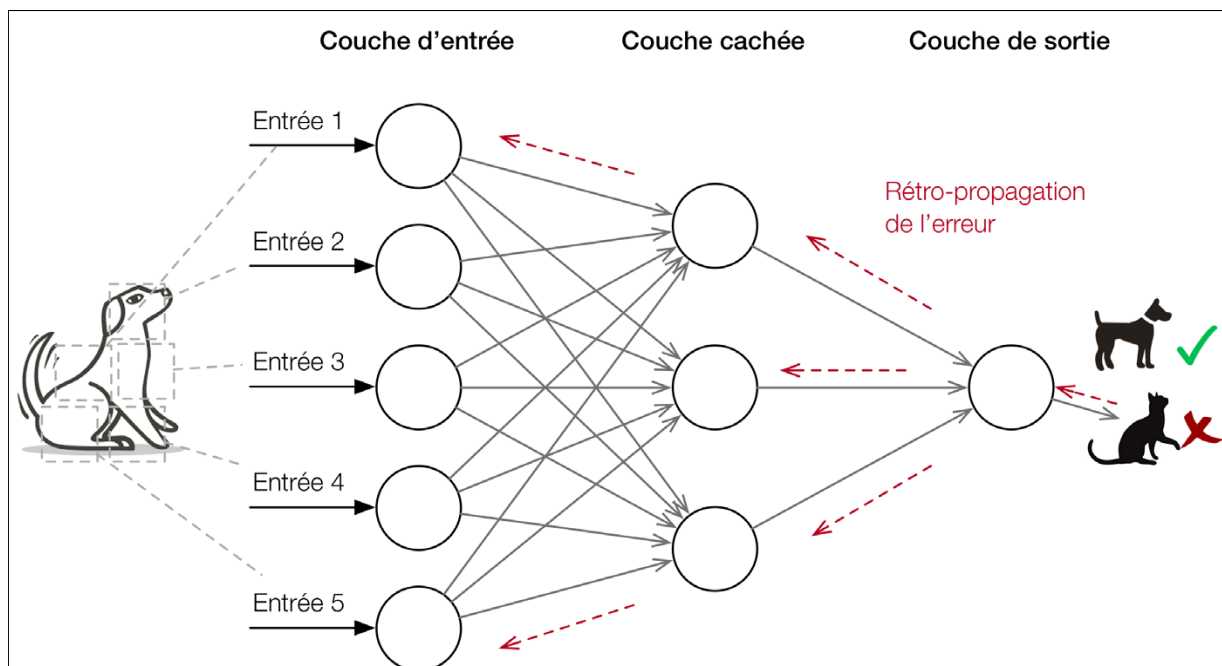 Couche d'entrée
Couche cachée
Couche de sortie
Entrée 1
Entrée 2
Entrée 3
Entrée 4
Entrée 5
Rétro-propagation
de l'erreur